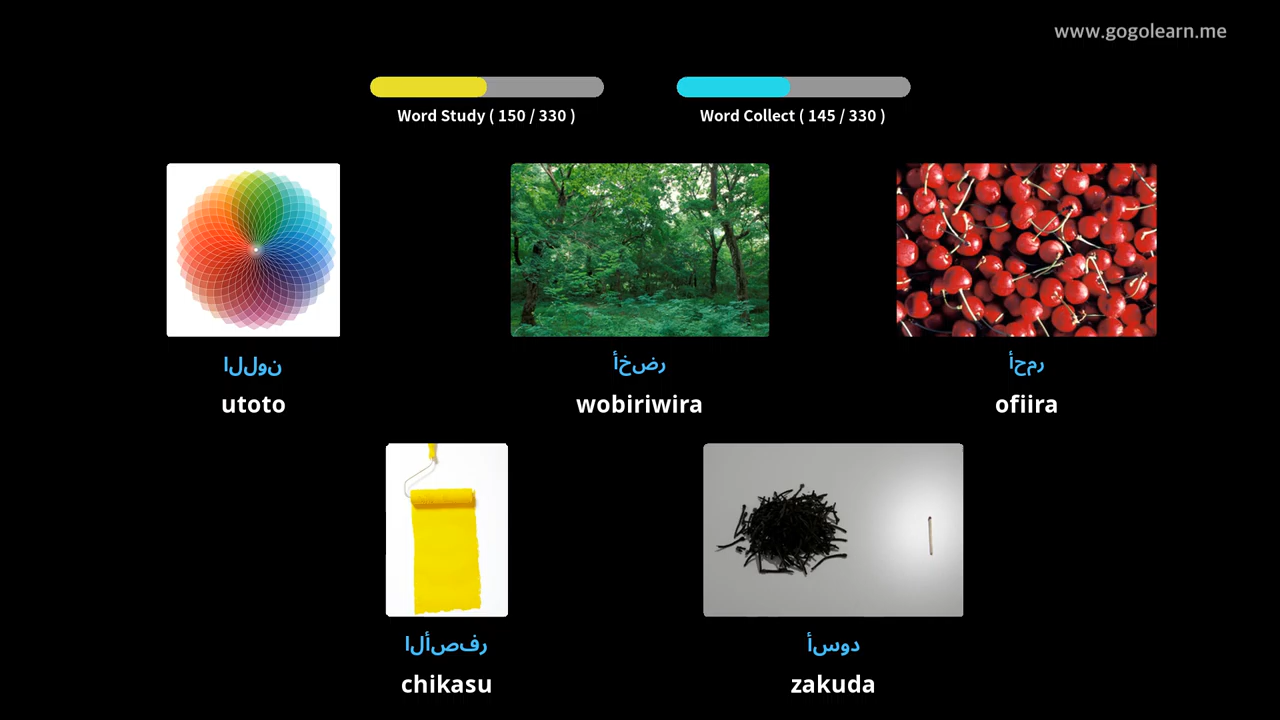 www.gogolearn.me
Word Study ( 150 / 330 )
Word Collect ( 145 / 330 )
اللون
utoto
أخضر
wobiriwira
أحمر
ofiira
الأصفر
chikasu
أسود
zakuda